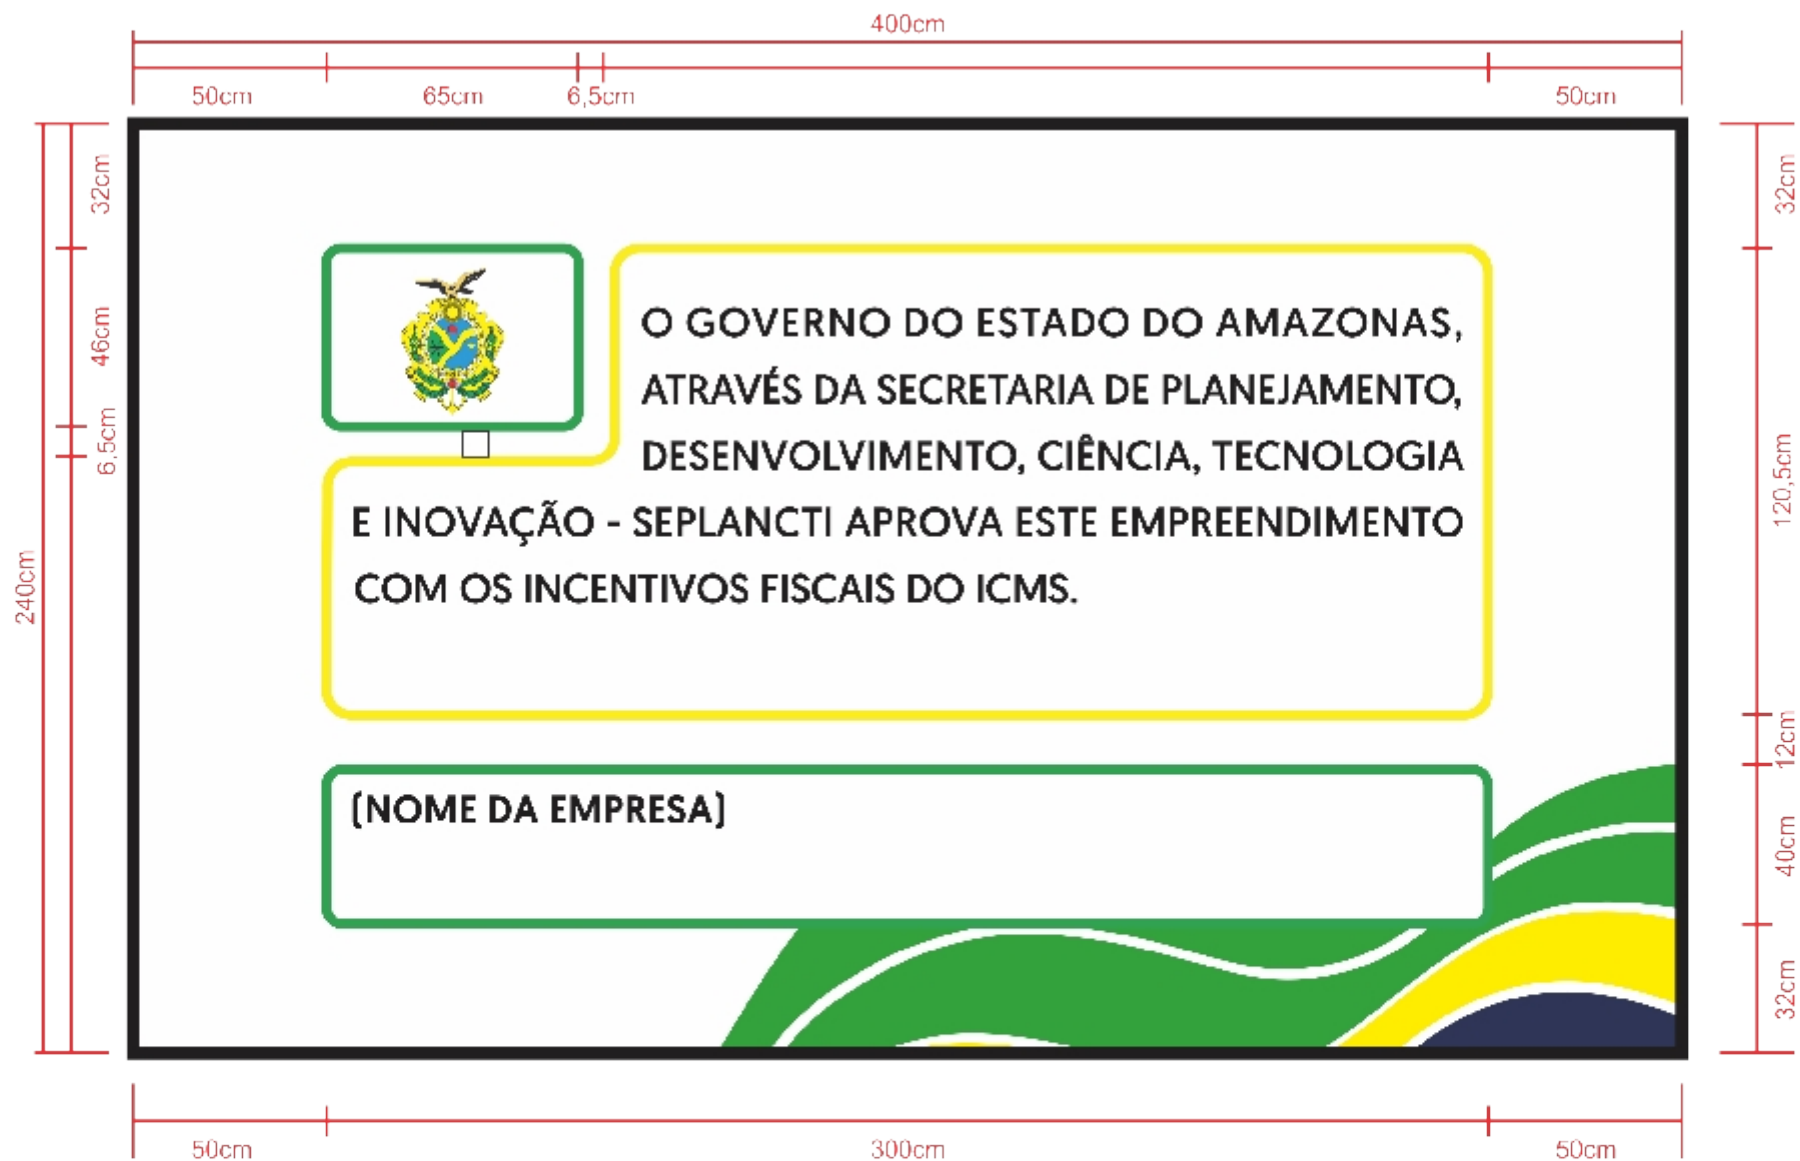 400cm
50cm 65cm 6,5cm 50cm
32cm
46cm
6,5cm
240cm
O GOVERNO DO ESTADO DO AMAZONAS,
ATRAVÉS DA SECRETARIA DE PLANEJAMENTO,
DESENVOLVIMENTO, CIÊNCIA, TECNOLOGIA
E INOVAÇÃO - SEPLANCTI APROVA ESTE EMPREENDIMENTO
COM OS INCENTIVOS FISCAIS DO ICMS.
(NOME DA EMPRESA)
32cm
120,5cm
12cm
40cm
32cm
50cm 300cm 50cm